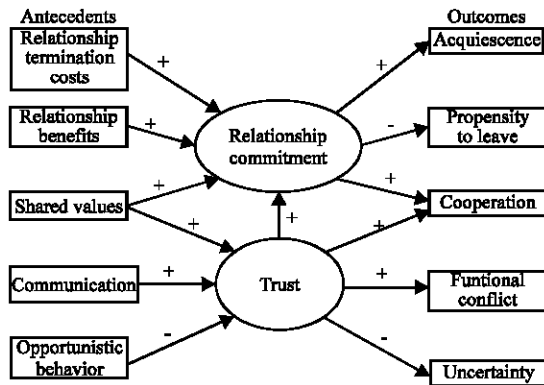 Antecedents
Relationship
termination
costs
+
Relationship
benefits
+
Shared values
+
+
Communication
+
Opportunistic
behavior
-
Relationship
commitment
+
Trust
Outcomes
+
Acquiescence
-
Propensity
to leave
+
+
Cooperation
+
Funtional
conflict
-
Uncertainty